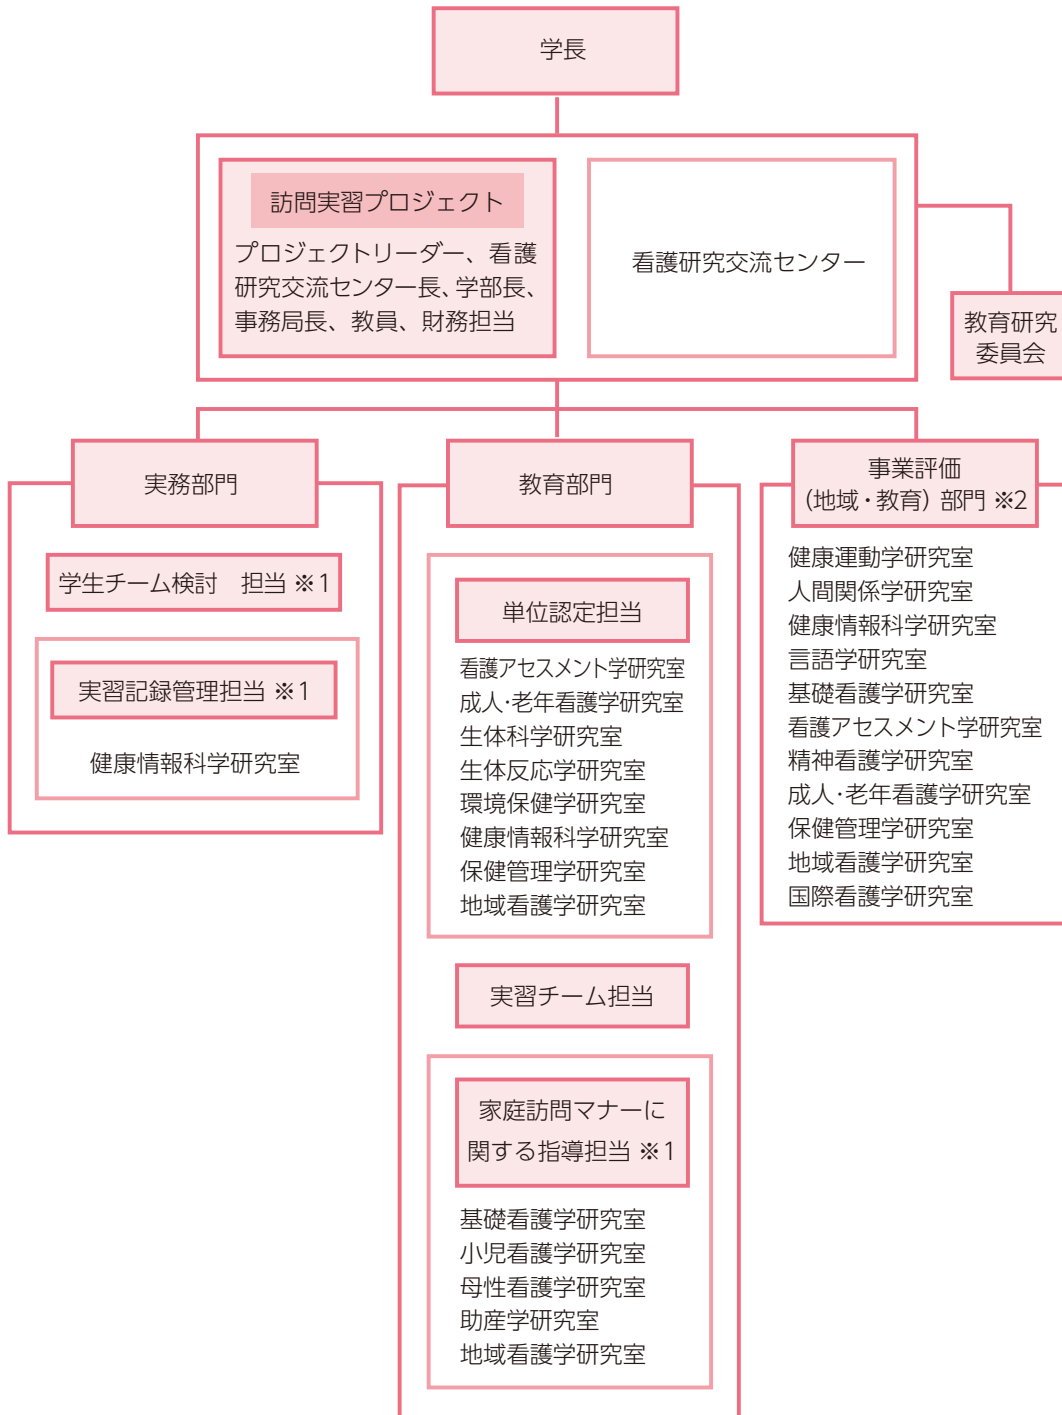 学長
訪問実習プロジェクト
プロジェクトリーダー、看護
研究交流センター長、学部長、
事務局長、教員、財務担当
看護研究交流センター
教育研究
委員会
実務部門
学生チーム検討　担当 ※1
実習記録管理担当 ※1
健康情報科学研究室
教育部門
単位認定担当
看護アセスメント学研究室
成人・老年看護学研究室
生体科学研究室
生体反応学研究室
環境保健学研究室
健康情報科学研究室
保健管理学研究室
地域看護学研究室
実習チーム担当
家庭訪問マナーに
関する指導担当 ※1
基礎看護学研究室
小児看護学研究室
母性看護学研究室
助産学研究室
地域看護学研究室
事業評価
（地域・教育）部門 ※2
健康運動学研究室
人間関係学研究室
健康情報科学研究室
言語学研究室
基礎看護学研究室
看護アセスメント学研究室
精神看護学研究室
成人・老年看護学研究室
保健管理学研究室
地域看護学研究室
国際看護学研究室